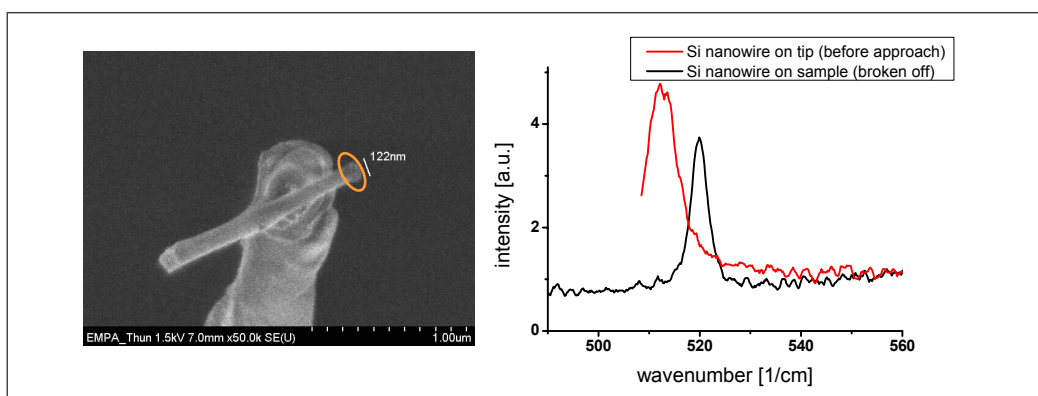 122nm
EMPA_Thun 1.5kV 7.0mm x50.0k SE(U) 1.00um
Si nanowire on tip (before approach)
Si nanowire on sample (broken off)
intensity [a.u.]
4
2
0
500 520 540 560
wavenumber [1/cm]